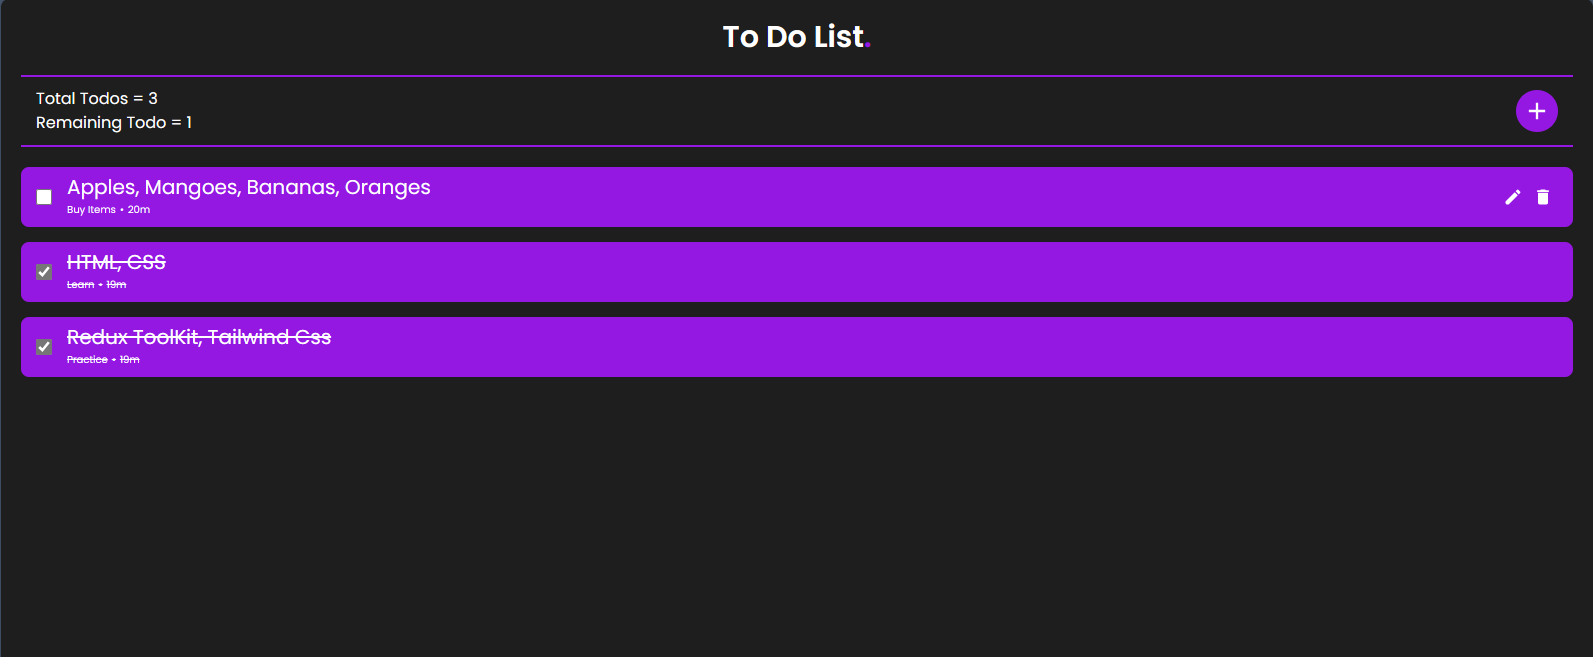 To Do List.
Total Todos = 3
Remaining Todo = 1
Apples, Mangoes, Bananas, Oranges
Buy Items • 20m
HTML, CSS
Learn • 19m
Redux ToolKit, Tailwind Css
Practice • 19m